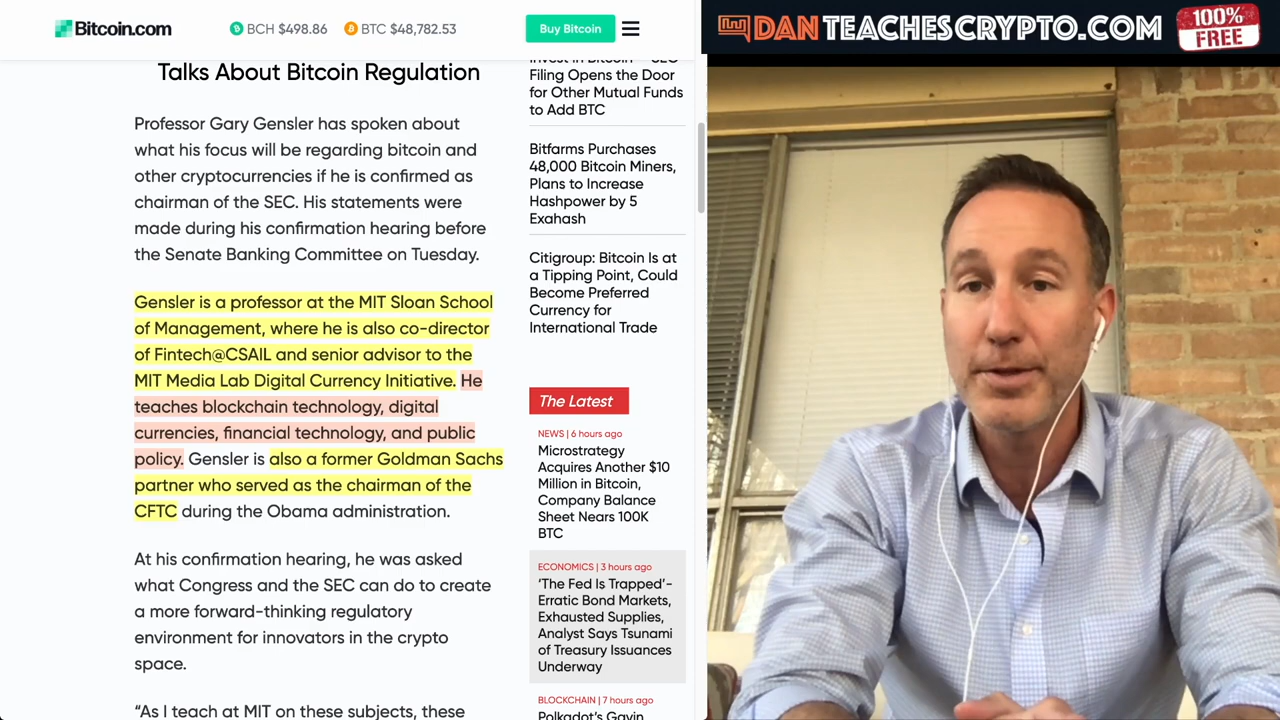 Bitcoin.com
BCH $498.86
BTC $48,782.53
Buy Bitcoin
Talks About Bitcoin Regulation
Professor Gary Gensler has spoken about
what his focus will be regarding bitcoin and
other cryptocurrencies if he is confirmed as
chairman of the SEC. His statements were
made during his confirmation hearing before
the Senate Banking Committee on Tuesday.
Gensler is a professor at the MIT Sloan School
of Management, where he is also co-director
of Fintech@CSAIL and senior advisor to the
MIT Media Lab Digital Currency Initiative. He
teaches blockchain technology, digital
currencies, financial technology, and public
policy. Gensler is also a former Goldman Sachs
partner who served as the chairman of the
CFTC during the Obama administration.
At his confirmation hearing, he was asked
what Congress and the SEC can do to create
a more forward-thinking regulatory
environment for innovators in the crypto
space.
“As I teach at MIT on these subjects, these
Invest in Bitcoin – SEC
Filing Opens the Door
for Other Mutual Funds
to Add BTC
Bitfarms Purchases
48,000 Bitcoin Miners,
Plans to Increase
Hashpower by 5
Exahash
Citigroup: Bitcoin Is at
a Tipping Point, Could
Become Preferred
Currency for
International Trade
The Latest
NEWS | 6 hours ago
Microstrategy
Acquires Another $10
Million in Bitcoin,
Company Balance
Sheet Nears 100K
BTC
ECONOMICS | 3 hours ago
‘The Fed Is Trapped’-
Erratic Bond Markets,
Exhausted Supplies,
Analyst Says Tsunami
of Treasury Issuances
Underway
BLOCKCHAIN | 7 hours ago
Polkadot’s Gavin
DANTEACHESCRYPTO.COM
100%
FREE